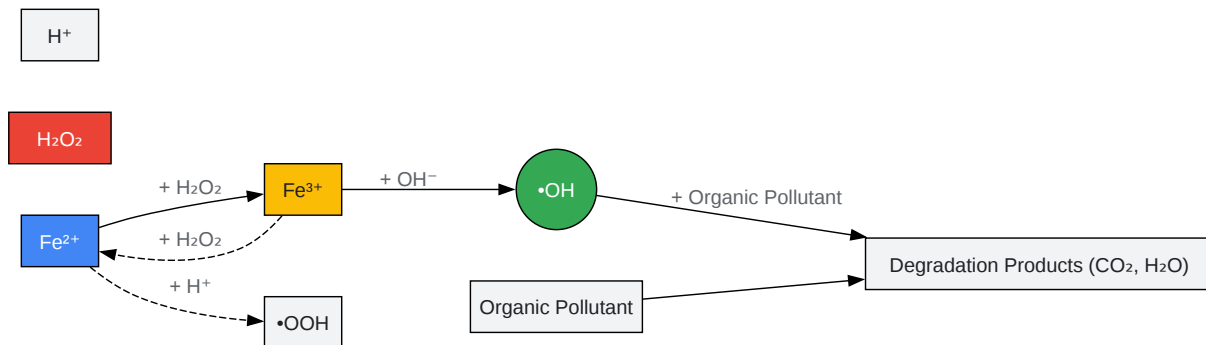 H⁺
H₂O₂
+ H₂O₂
Fe³⁺
+ OH⁻
•OH
+ Organic Pollutant
Fe²⁺
+ H₂O₂
+ H⁺
•OOH
Organic Pollutant
Degradation Products (CO₂, H₂O)